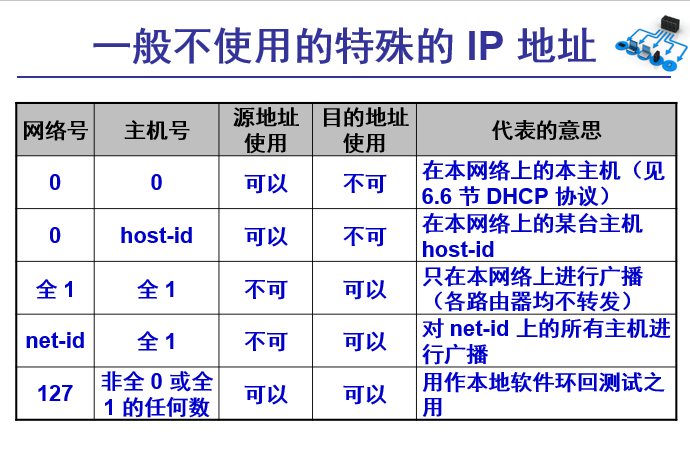 一般不使用的特殊的 IP 地址
网络号 主机号 源地址使用 目的地址使用 代表的意思
0 0 可以 不可 在本网络上的本主机（见 6.6 节 DHCP 协议）
0 host-id 可以 不可 在本网络上的某台主机 host-id
全 1 全 1 不可 可以 只在本网络上进行广播（各路由器均不转发）
net-id 全 1 不可 可以 对 net-id 上的所有主机进行广播
127 非全 0 或全 1 的任何数 可以 可以 用作本地软件环回测试之用